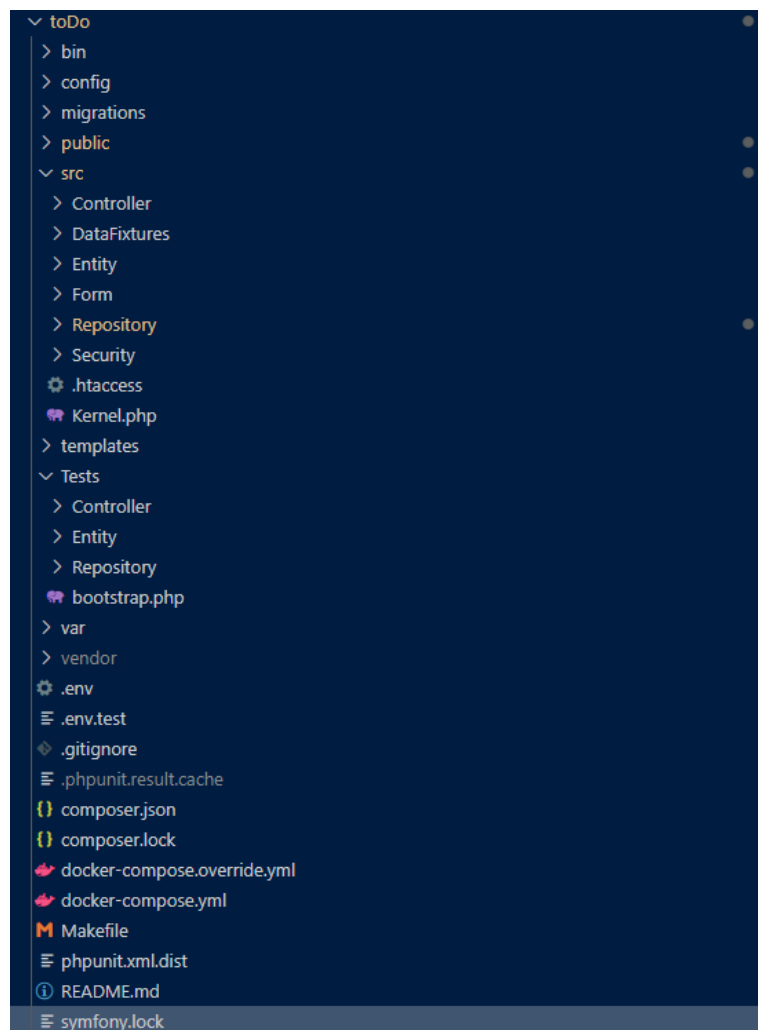 toDo
bin
config
migrations
public
src
Controller
DataFixtures
Entity
Form
Repository
Security
.htaccess
Kernel.php
templates
Tests
Controller
Entity
Repository
bootstrap.php
var
vendor
.env
.env.test
.gitignore
.phpunit.result.cache
composer.json
composer.lock
docker-compose.override.yml
docker-compose.yml
Makefile
phpunit.xml.dist
README.md
symfony.lock